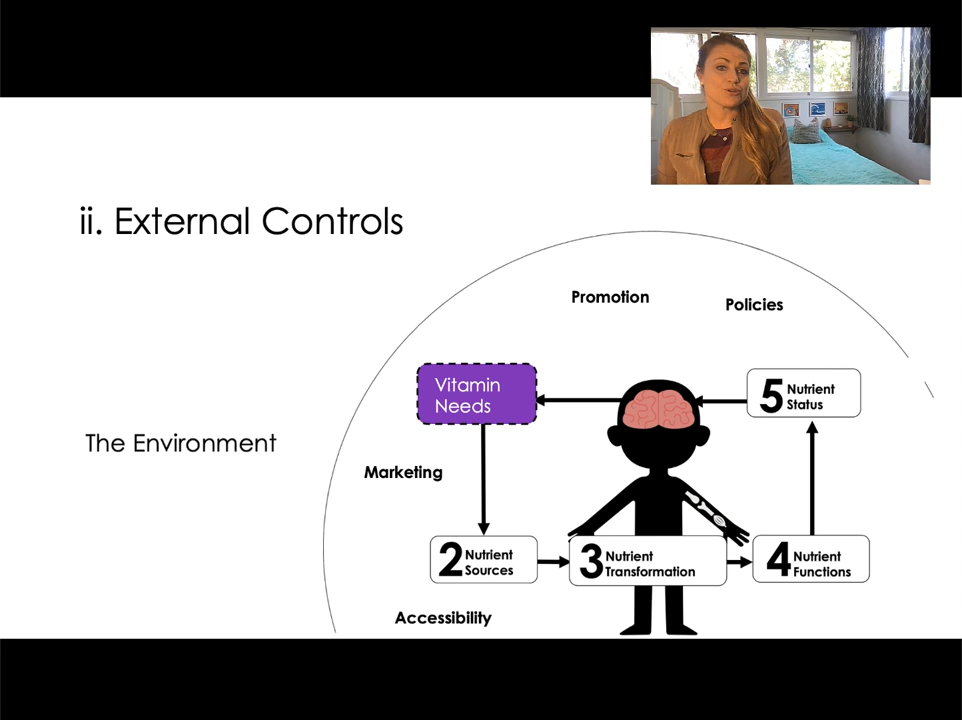 ii. External Controls
Promotion
Policies
Vitamin
Needs
5 Nutrient
Status
The Environment
Marketing
2 Nutrient
Sources
3 Nutrient
Transformation
4 Nutrient
Functions
Accessibility